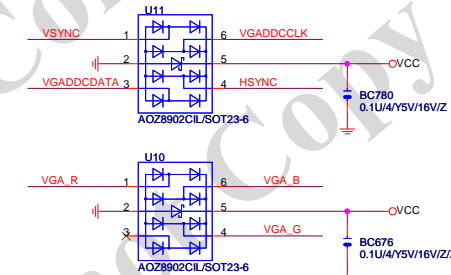 U11
VSYNC 1 6 VGADDCCLK
2 5 VCC
VGADDCDATA 3 4 HSYNC
BC780
0.1U/4/Y5V/16V/Z
AOZ8902CIL/SOT23-6
U10
VGA_R 1 6 VGA_B
2 5 VCC
3 4 VGA_G
BC676
0.1U/4/Y5V/16V/Z
AOZ8902CIL/SOT23-6
Copy
Copy